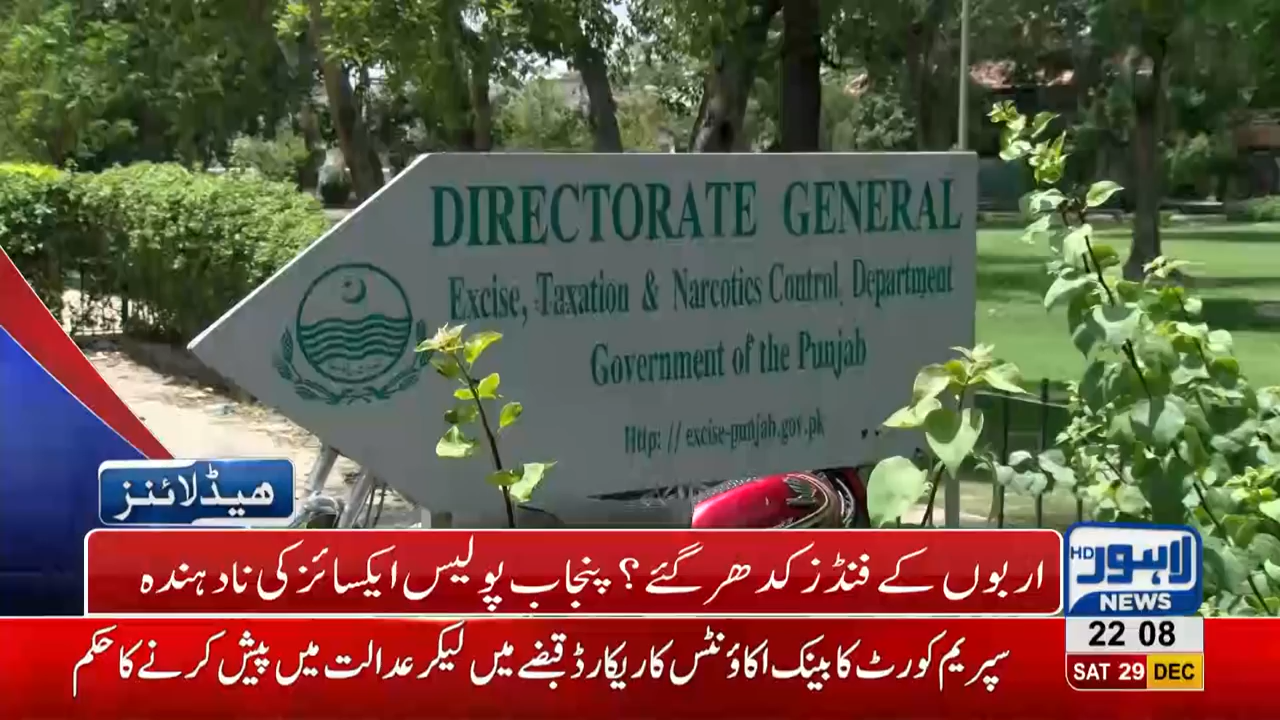 DIRECTORATE GENERAL
Excise, Taxation & Narcotics Control Department
Government of the Punjab
Http: // excise-punjab.gov.pk
ہیڈلائنز
اربوں کے فنڈز کدھر گئے؟ پنجاب پولیس ایکسائز کی نادہندہ
HD لاہور
NEWS
22 08
SAT 29 DEC
سپریم کورٹ کا بینک اکاؤنٹس کا ریکارڈ قبضے میں لیکر عدالت میں پیش کرنے کا حکم